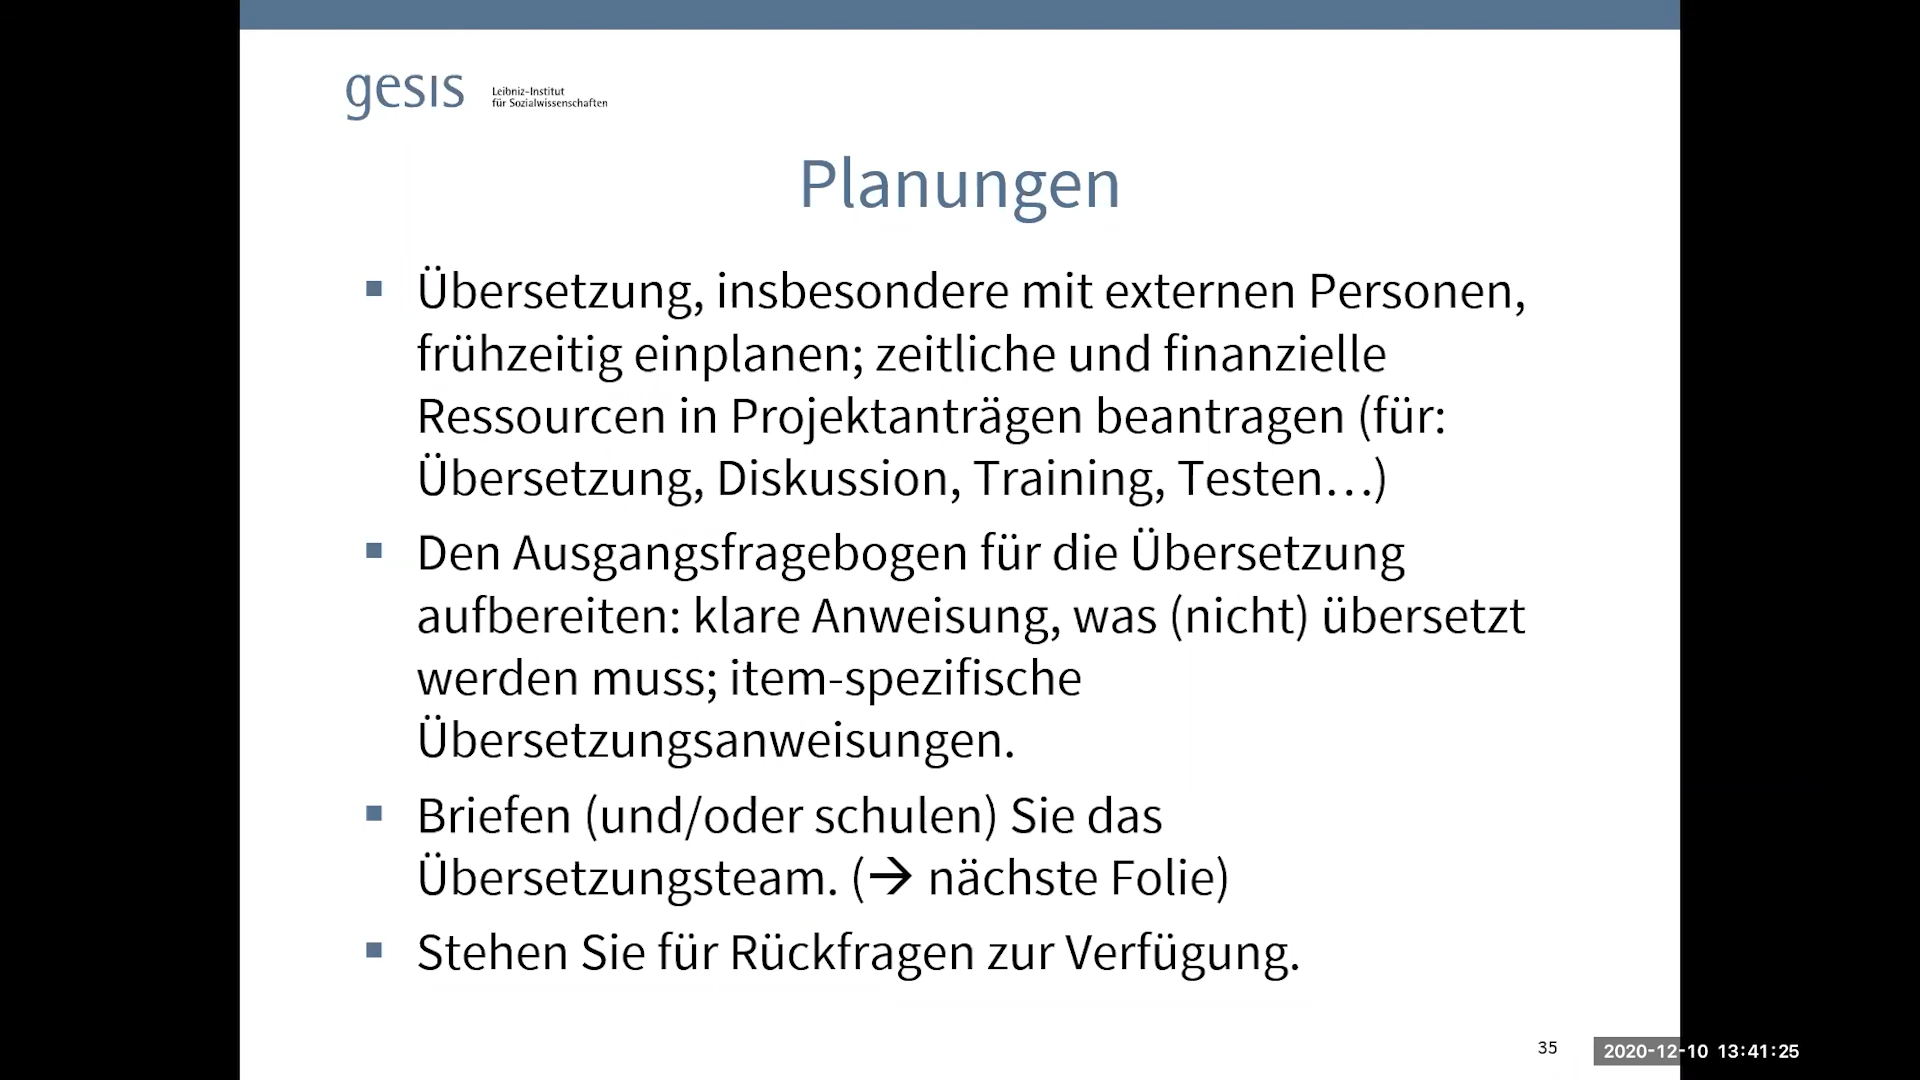 gesis
Leibniz-Institut
für Sozialwissenschaften
Planungen
▪ Übersetzung, insbesondere mit externen Personen,
frühzeitig einplanen; zeitliche und finanzielle
Ressourcen in Projektanträgen beantragen (für:
Übersetzung, Diskussion, Training, Testen…)
▪ Den Ausgangsfragebogen für die Übersetzung
aufbereiten: klare Anweisung, was (nicht) übersetzt
werden muss; item-spezifische
Übersetzungsanweisungen.
▪ Briefen (und/oder schulen) Sie das
Übersetzungsteam. (→ nächste Folie)
▪ Stehen Sie für Rückfragen zur Verfügung.
35
2020-12-10 13:41:25